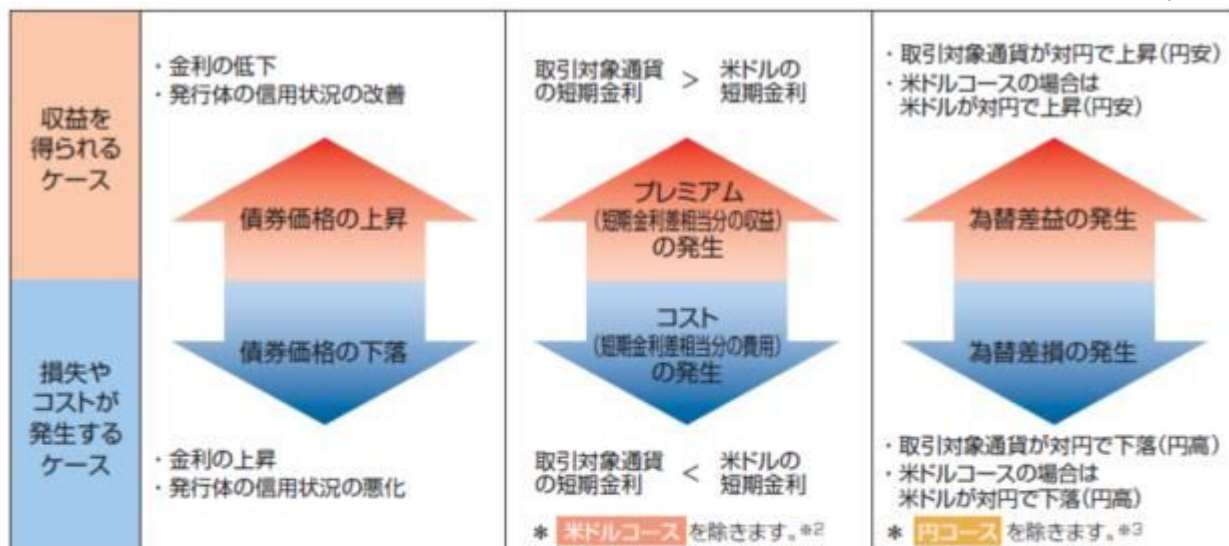 収益を
得られる
ケース
・金利の低下
・発行体の信用状況の改善
債券価格の上昇
取引対象通貨
の短期金利
>
米ドルの
短期金利
プレミアム
(短期金利差相当分の収益)
の発生
・取引対象通貨が対円で上昇(円安)
・米ドルコースの場合は
米ドルが対円で上昇(円安)
為替差益の発生
損失や
コストが
発生する
ケース
債券価格の下落
・金利の上昇
・発行体の信用状況の悪化
コスト
(短期金利差相当分の費用)
の発生
取引対象通貨
の短期金利
<
米ドルの
短期金利
* 米ドルコース を除きます。※2
為替差損の発生
・取引対象通貨が対円で下落(円高)
・米ドルコースの場合は
米ドルが対円で下落(円高)
* 円コース を除きます。※3